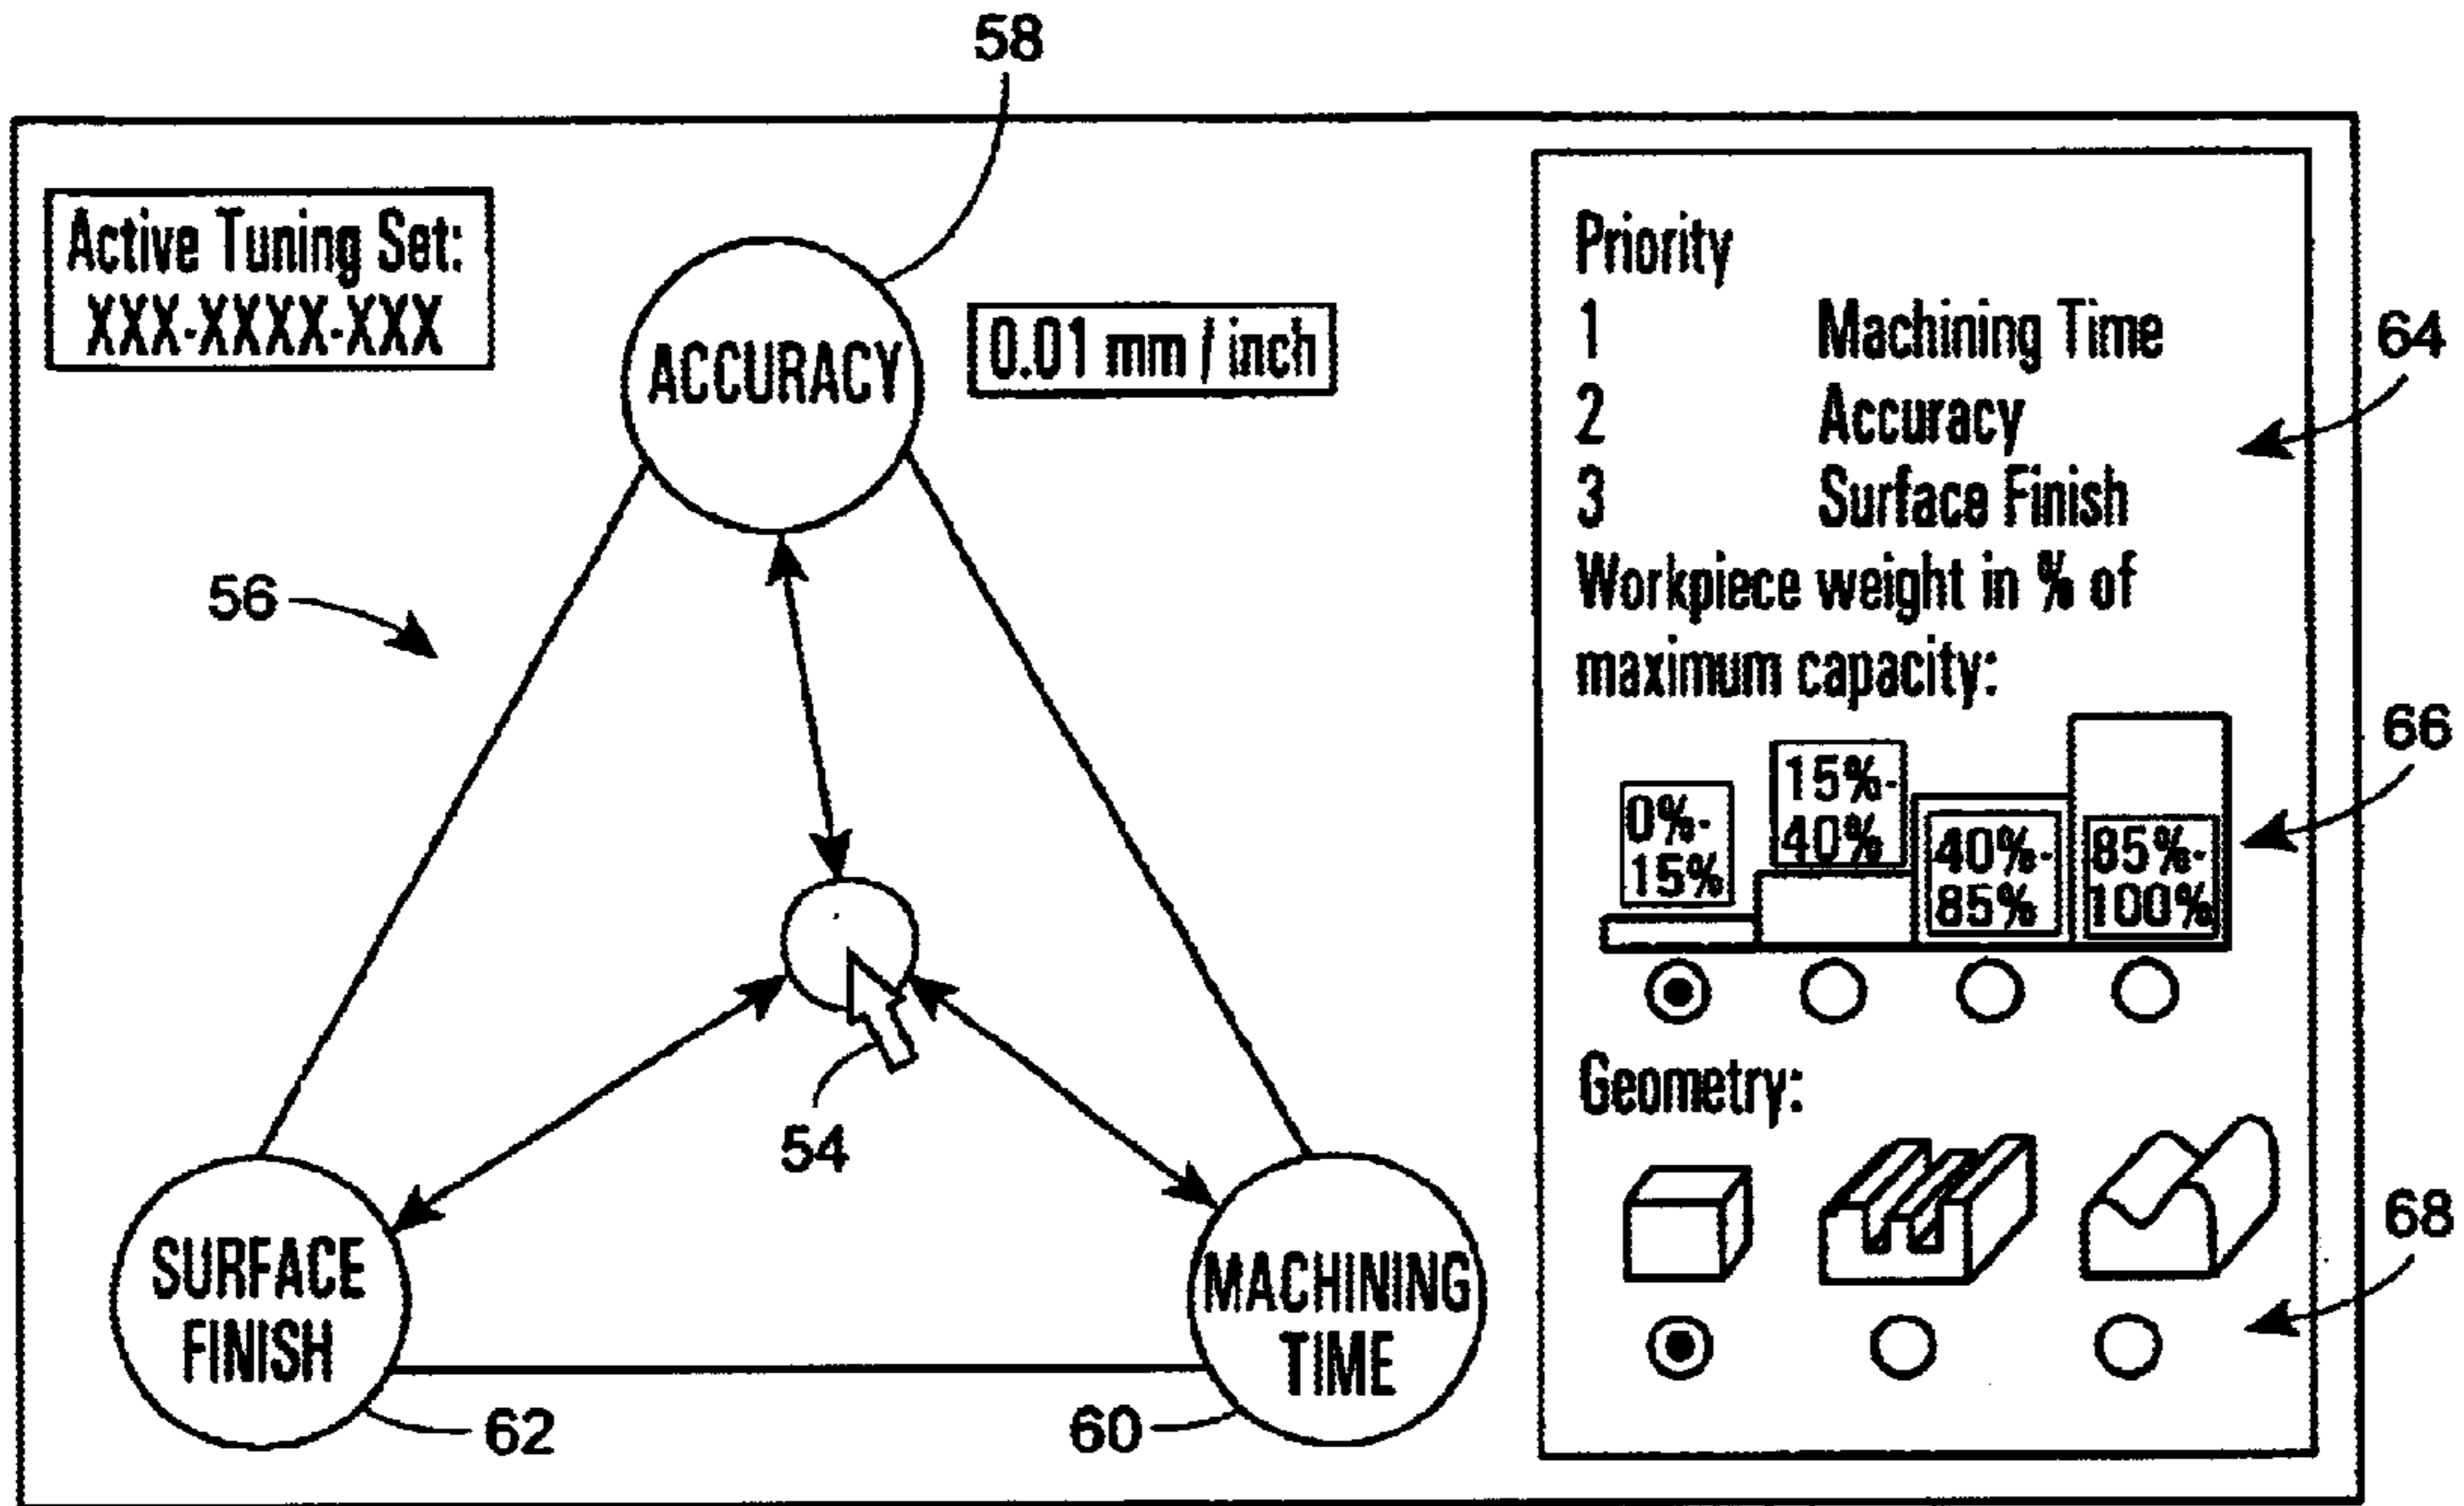 58
Active Tuning Set:
XXX-XXXX-XXX
ACCURACY
0.01 mm / inch
56
54
SURFACE
FINISH
62
MACHINING
TIME
60
Priority
1 Machining Time
2 Accuracy
3 Surface Finish
64
Workpiece weight in % of
maximum capacity:
0%-
15%
15%-
40%
40%-
85%
85%-
100%
66
Geometry:
68